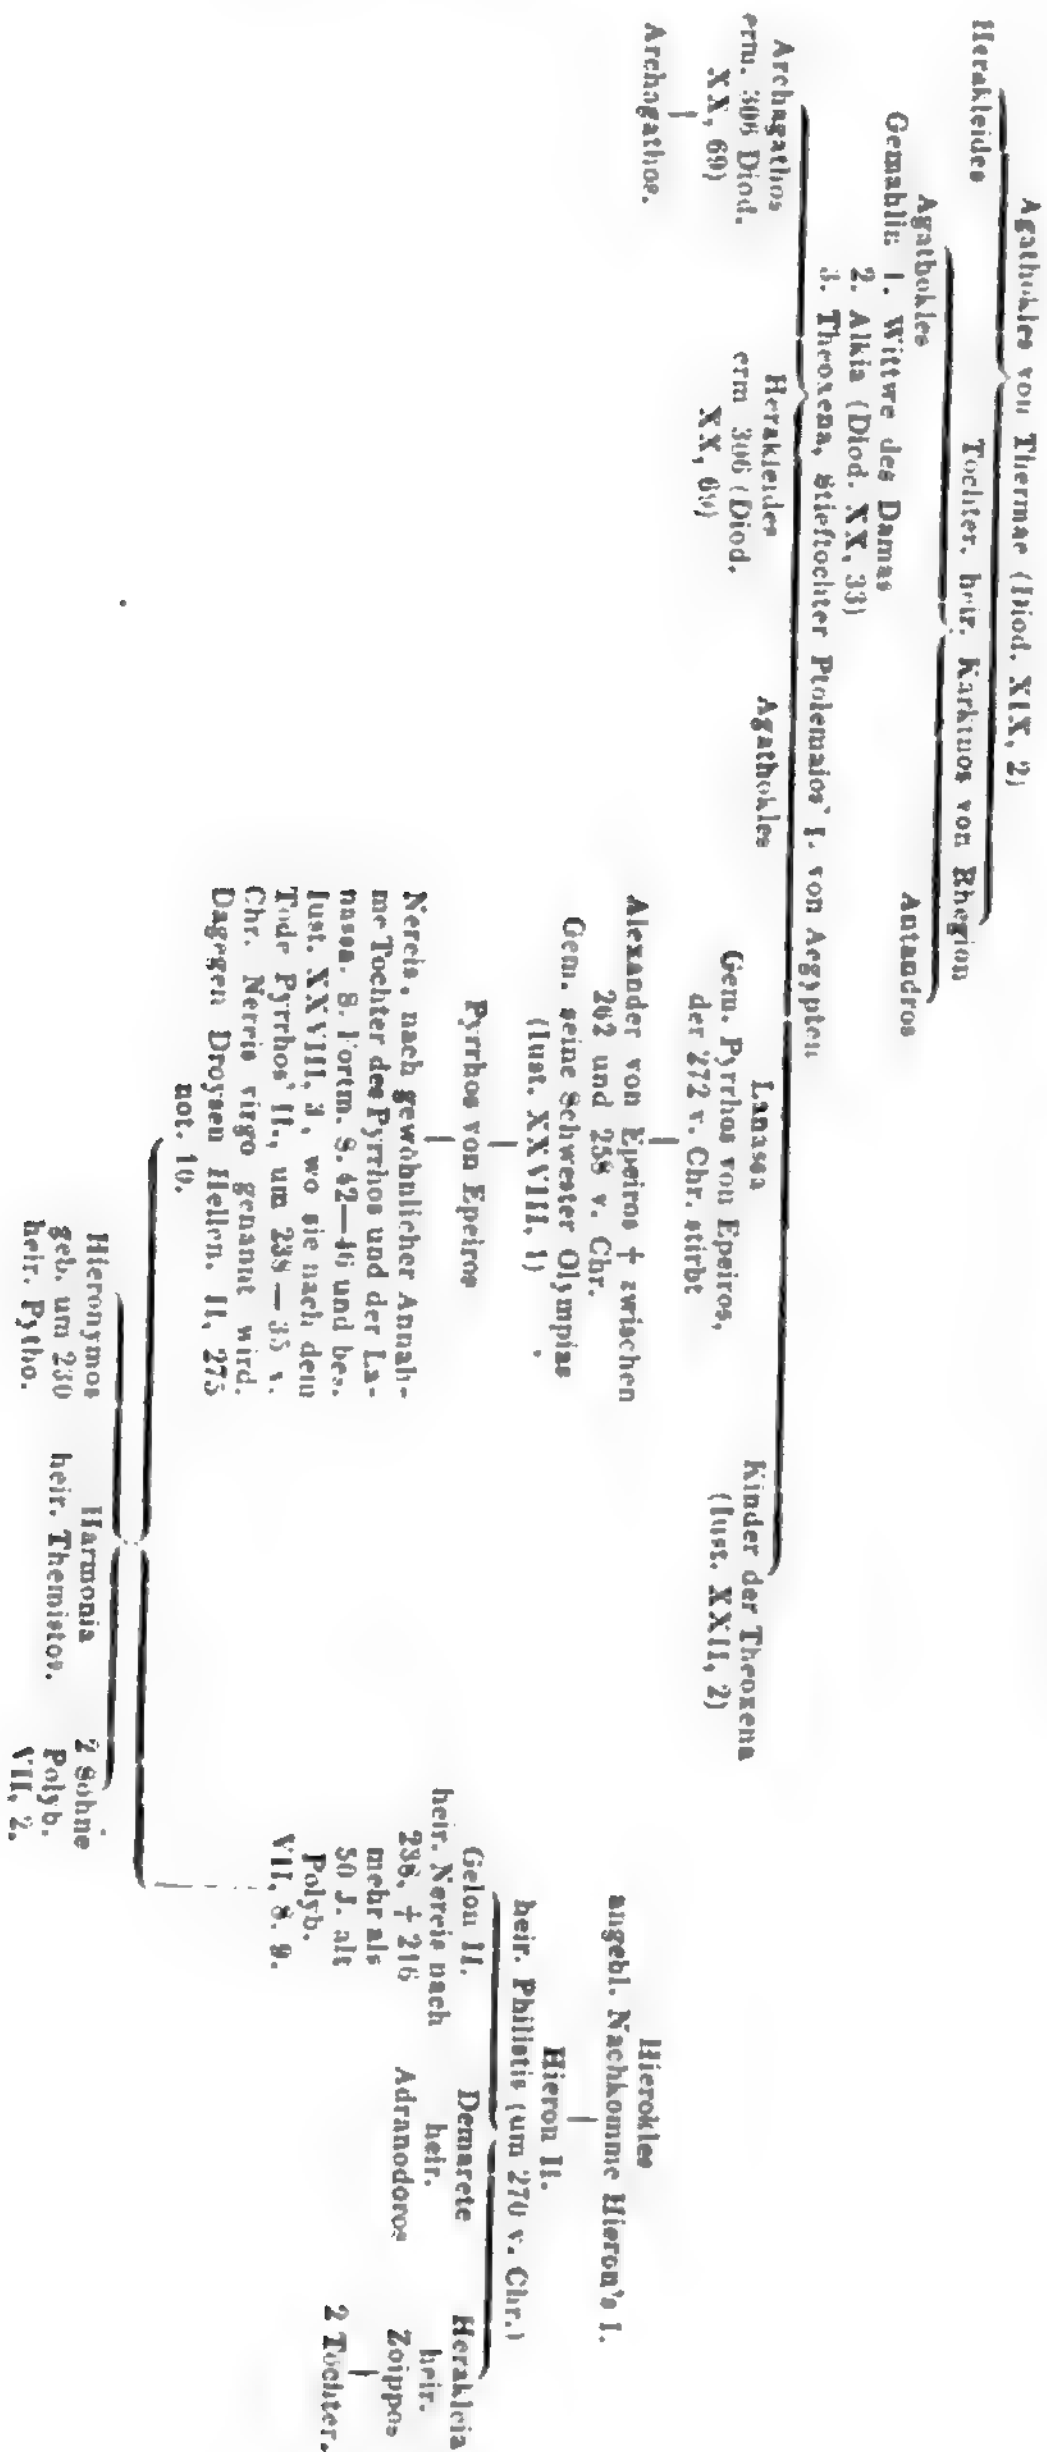 Agathokles von Thermae (Diod. XIX, 2)
Herakleides
Tochter, heir. Karkinos von Rhegion
Agathokles
Antandros
Gemahlin 1. Wittwe des Damas
2. Alkia (Diod. XX, 33)
3. Theoxena, Stieftochter Ptolemaios' I. von Aegypten
Archagathos
erm. 306 Diod.
XX, 69)
Archagathos.
Herakleides
erm 306 (Diod.
XX, 69)
Agathokles
Lanassa
Gem. Pyrrhos von Epeiros,
der 272 v. Chr. stirbt
Alexander von Epeiros † zwischen
262 und 258 v. Chr.
Gem. seine Schwester Olympias
(Iust. XXVIII, 1)
Pyrrhos von Epeiros
Nereis, nach gewöhnlicher Annah-
me Tochter des Pyrrhos und der La-
nassa. S. Fortm. S. 42—46 und bes.
Iust. XXVIII, 3, wo sie nach dem
Tode Pyrrhos' II., um 238—35 v.
Chr. Nereis virgo genannt wird.
Dagegen Droysen Hellen. II, 275
not. 10.
Kinder der Theoxena
(Iust. XXII, 2)
Hierokles
angebl. Nachkomme Hieron's I.
Hieron II.
heir. Philistis (um 270 v. Chr.)
Gelon II.
heir. Nereis nach
238, † 216
mehr als
50 J. alt
Polyb.
VII, 8. 9.
Demarete
heir.
Adranodoros
Herakleia
heir.
Zoippos
2 Töchter.
Hieronymos
geb. um 230
heir. Pytho.
Harmonia
heir. Themistos.
2 Söhne
Polyb.
VII, 2.